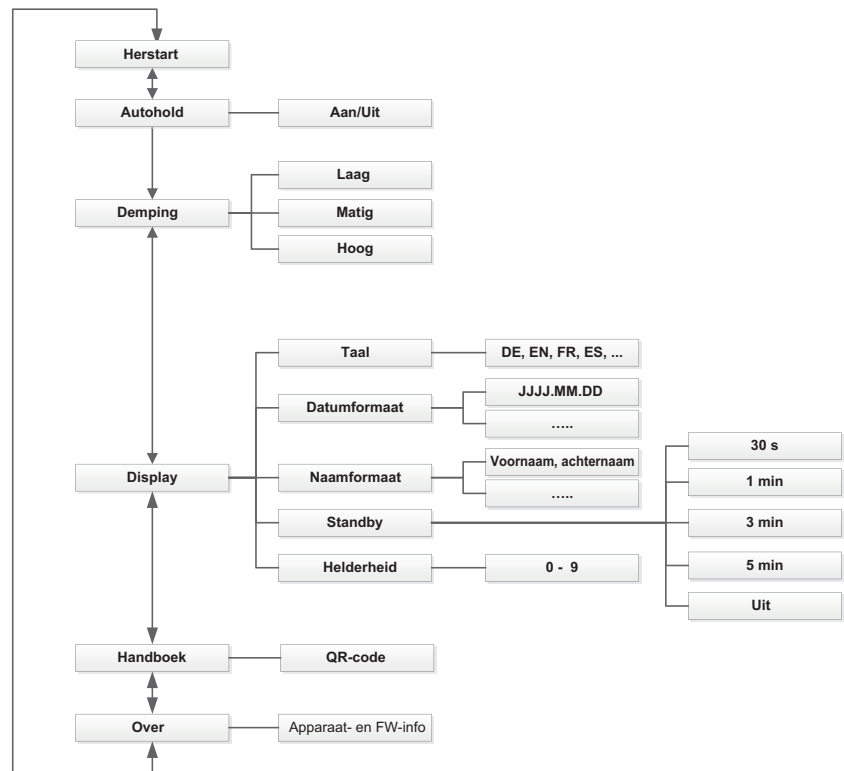 Herstart
Autohold
Aan/Uit
Demping
Laag
Matig
Hoog
Display
Taal
DE, EN, FR, ES, ...
Datumformaat
JJJJ.MM.DD
.....
Naamformaat
Voornaam, achternaam
.....
Standby
30 s
1 min
3 min
5 min
Uit
Helderheid
0 - 9
Handboek
QR-code
Over
Apparaat- en FW-info